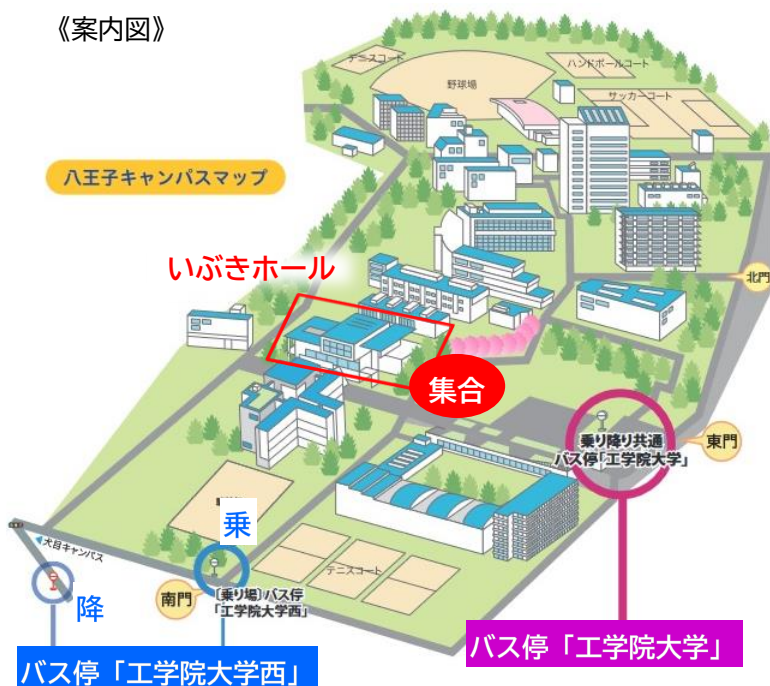 《案内図》
テニスコート
ハンドボールコート
野球場
サッカーコート
八王子キャンパスマップ
いぶきホール
北門
集合
乗り降り共通
バス停「工学院大学」
東門
乗
犬目キャンパス
テニスコート
降
南門
〔乗り場〕バス停
「工学院大学西」
バス停「工学院大学」
バス停「工学院大学西」